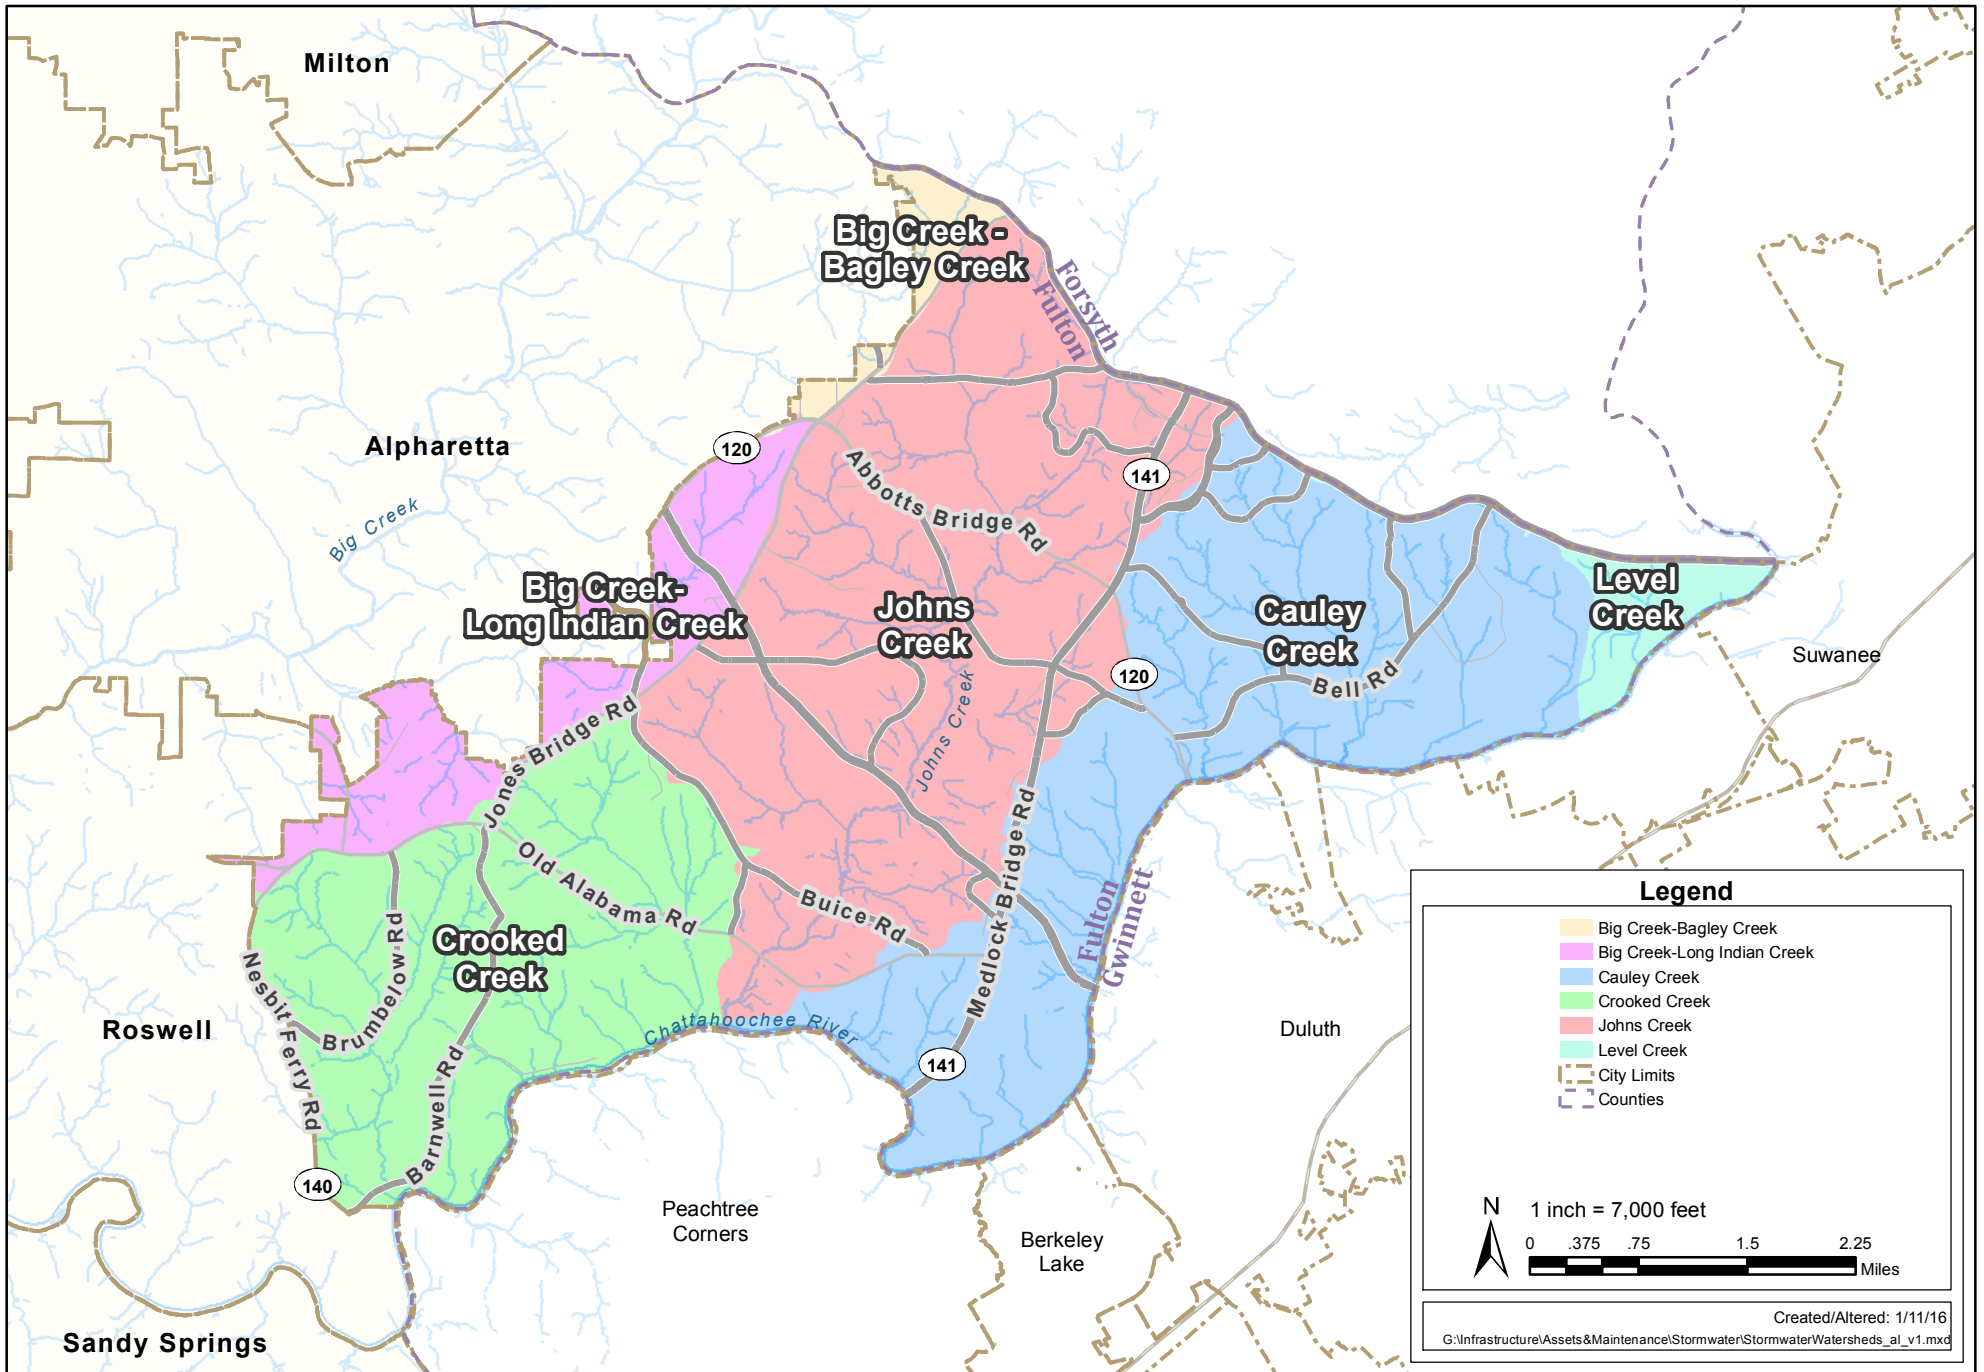 Milton
Big Creek -
Bagley Creek
Forsyth
Fulton
120
Alpharetta
141
Abbotts Bridge Rd
Big Creek
Big Creek-
Long Indian Creek
Johns
Creek
Cauley
Creek
Level
Creek
Suwanee
120
Bell Rd
Johns Creek
Jones Bridge Rd
Old Alabama Rd
Buice Rd
Medlock Bridge Rd
Fulton
Gwinnett
Crooked
Creek
Nesbit Ferry Rd
Brumbelow Rd
Barnwell Rd
Roswell
Chattahoochee River
Duluth
141
140
Peachtree
Corners
Berkeley
Lake
Sandy Springs
Legend
Big Creek-Bagley Creek
Big Creek-Long Indian Creek
Cauley Creek
Crooked Creek
Johns Creek
Level Creek
City Limits
Counties
N
1 inch = 7,000 feet
0 .375 .75 1.5 2.25
Miles
Created/Altered: 1/11/16
G:\Infrastructure\Assets&Maintenance\Stormwater\StormwaterWatersheds_al_v1.mxd